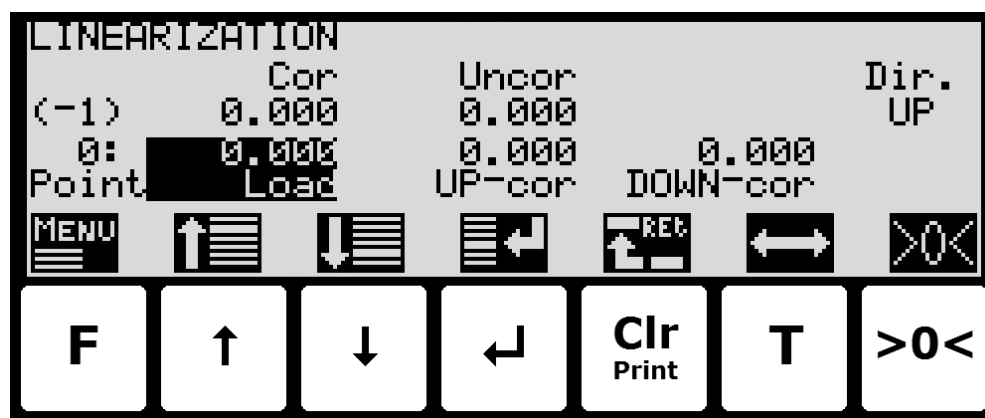 LINEARIZATION
Cor Uncor Dir.
(-1) 0.000 0.000 UP
0: 0.000 0.000 0.000
Point Load UP-cor DOWN-cor
MENU Ret >0<
F ↑ ↓ ↵ Clr T >0<
Print